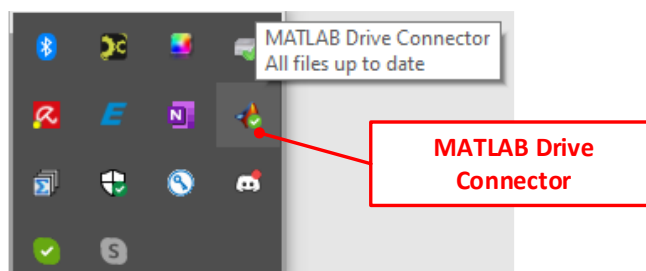 MATLAB Drive Connector
All files up to date
MATLAB Drive
Connector